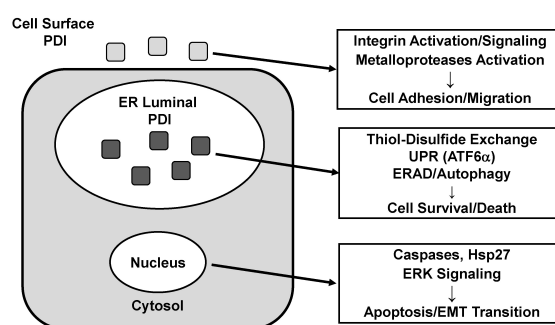 Cell Surface
PDI
Integrin Activation/Signaling
Metalloproteases Activation
↓
Cell Adhesion/Migration
ER Luminal
PDI
Thiol-Disulfide Exchange
UPR (ATF6α)
ERAD/Autophagy
↓
Cell Survival/Death
Nucleus
Cytosol
Caspases, Hsp27
ERK Signaling
↓
Apoptosis/EMT Transition